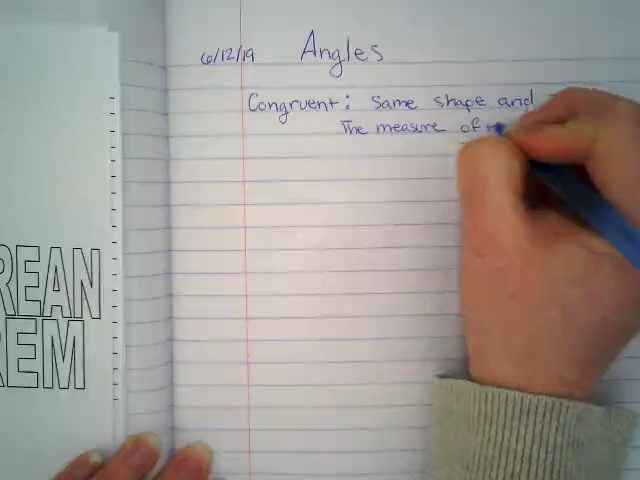 6/12/19 Angles
Congruent: Same shape and
The measure of
REAN
REM